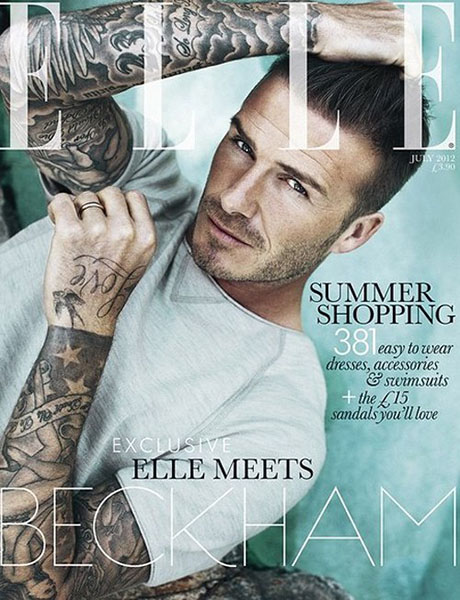 ELLE
JULY 2012
£3.90
SUMMER
SHOPPING
381 easy to wear
dresses, accessories
& swimsuits
+ the £15
sandals you'll love
Love
EXCLUSIVE
ELLE MEETS
BECKHAM